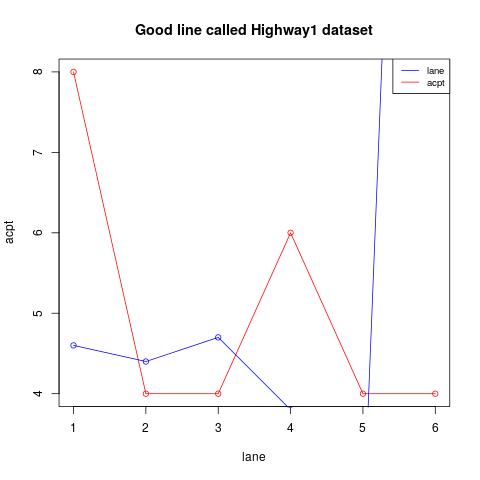 Good line called Highway1 dataset
lane
acpt
8
7
6
5
4
acpt
1 2 3 4 5 6
lane